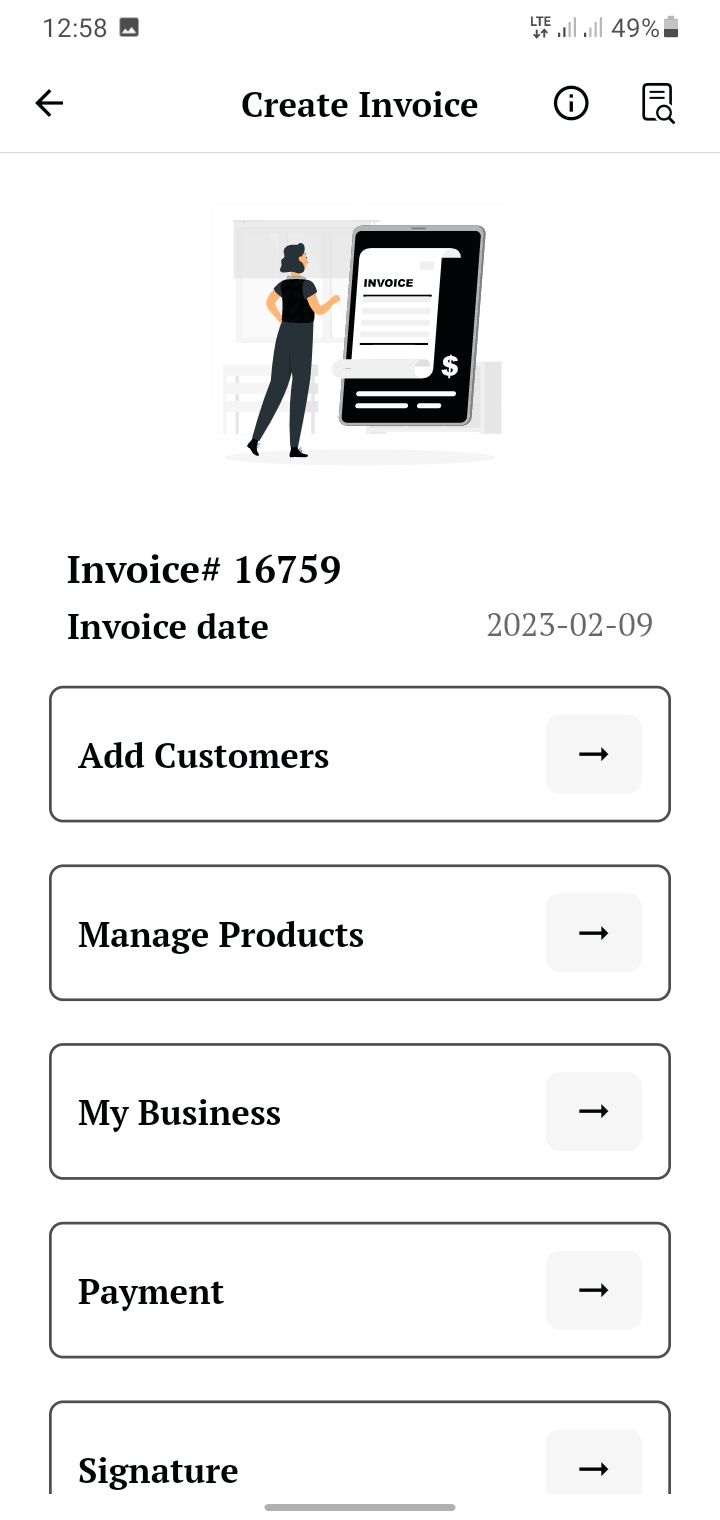 12:58 LTE 49%
Create Invoice
INVOICE
$
Invoice# 16759
Invoice date 2023-02-09
Add Customers
Manage Products
My Business
Payment
Signature